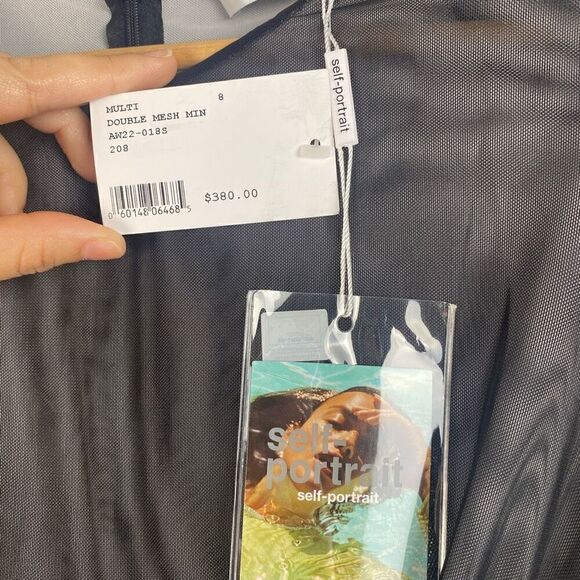 MULTI 8
DOUBLE MESH MIN
AW22-018S
208
$380.00
0 60148 06468 5
self-portrait
self-
portrait
self-portrait